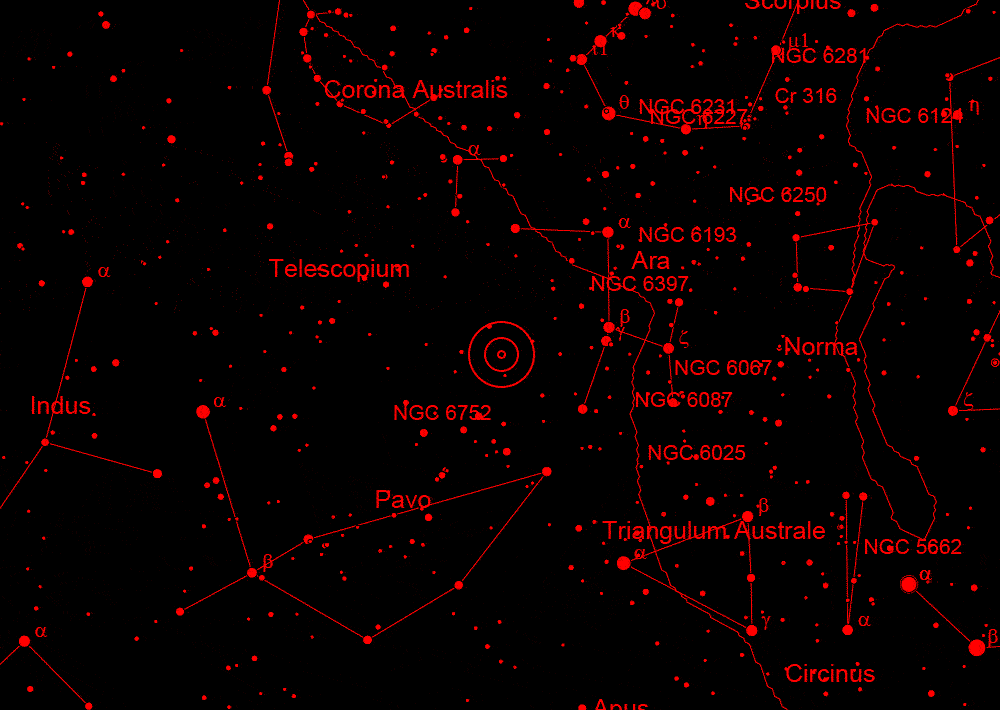 Scorpius
σ
κ
ι1
μ1
NGC 6281
Corona Australis
θ
NGC 6231
Cr 316
η
NGC 6227
η
NGC 6124
α
NGC 6250
α
NGC 6193
Ara
Telescopium
α
NGC 6397
β
γ
ζ
Norma
NGC 6067
Indus
α
NGC 6752
NGC 6087
ζ
NGC 6025
Pavo
β
Triangulum Australe
α
NGC 5662
β
α
γ
α
α
β
Circinus
Apus